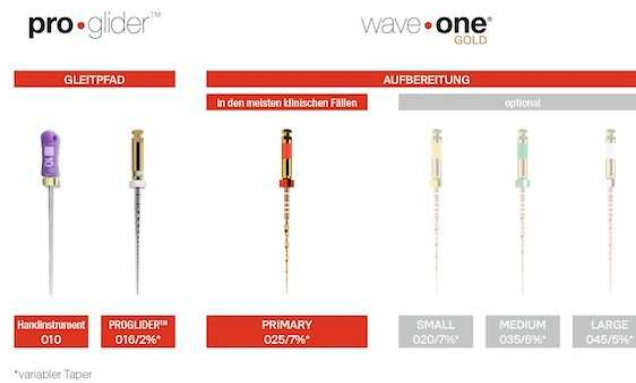 pro•glider™
wave•one®
GOLD
GLEITPFAD
AUFBEREITUNG
in den meisten klinischen Fällen
optional
Handinstrument
010
PROGLIDER™
016/2%*
PRIMARY
025/7%*
SMALL
020/7%*
MEDIUM
035/6%*
LARGE
045/5%*
*variabler Taper